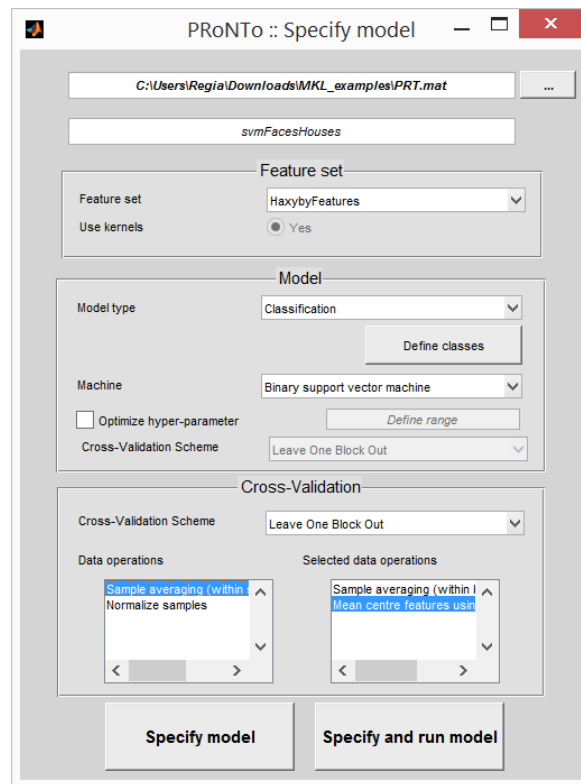 PRoNTo :: Specify model
C:\Users\Regia\Downloads\MKL_examples\PRT.mat
...
svmFacesHouses
Feature set
Feature set HaxybyFeatures
Use kernels Yes
Model
Model type Classification
Define classes
Machine Binary support vector machine
Optimize hyper-parameter Define range
Cross-Validation Scheme Leave One Block Out
Cross-Validation
Cross-Validation Scheme Leave One Block Out
Data operations Selected data operations
Sample averaging (within s Sample averaging (within l
Normalize samples Mean centre features usin
Specify model Specify and run model